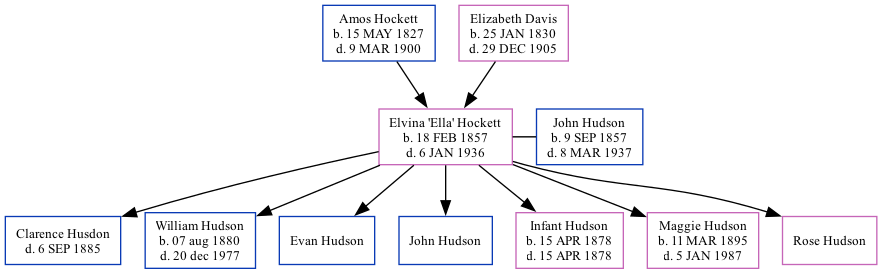 Amos Hockett
b. 15 MAY 1827
d. 9 MAR 1900
Elizabeth Davis
b. 25 JAN 1830
d. 29 DEC 1905
Elvina 'Ella' Hockett
b. 18 FEB 1857
d. 6 JAN 1936
John Hudson
b. 9 SEP 1857
d. 8 MAR 1937
Clarence Husdon
d. 6 SEP 1885
William Hudson
b. 07 aug 1880
d. 20 dec 1977
Evan Hudson
John Hudson
Infant Hudson
b. 15 APR 1878
d. 15 APR 1878
Maggie Hudson
b. 11 MAR 1895
d. 5 JAN 1987
Rose Hudson